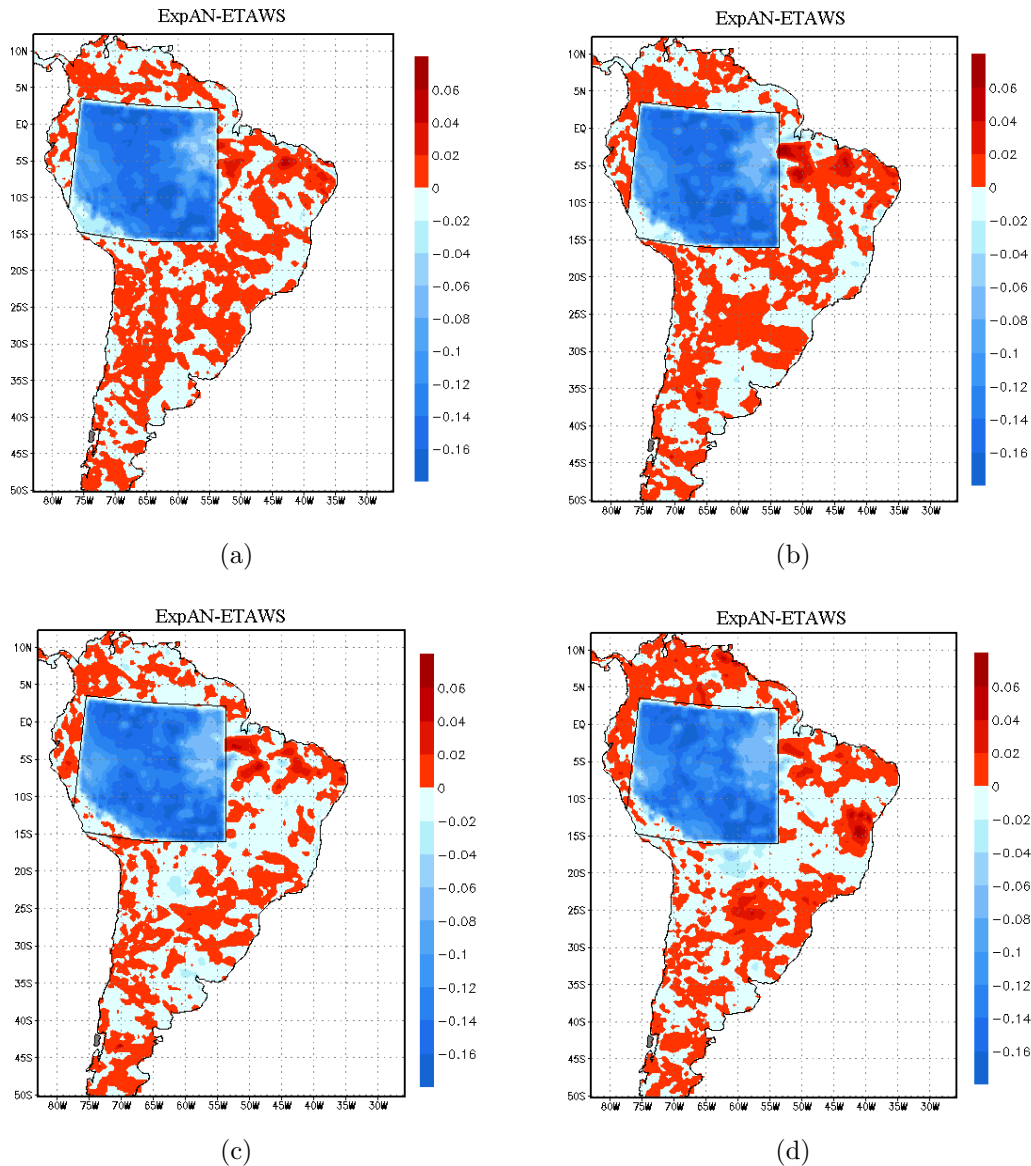 ExpAN-ETAWS
10N
5N
EQ
5S
10S
15S
20S
25S
30S
35S
40S
45S
50S
80W 75W 70W 65W 60W 55W 50W 45W 40W 35W 30W
0.06
0.04
0.02
0
−0.02
−0.04
−0.06
−0.08
−0.1
−0.12
−0.14
−0.16
(a)
ExpAN-ETAWS
10N
5N
EQ
5S
10S
15S
20S
25S
30S
35S
40S
45S
50S
80W 75W 70W 65W 60W 55W 50W 45W 40W 35W 30W
0.06
0.04
0.02
0
−0.02
−0.04
−0.06
−0.08
−0.1
−0.12
−0.14
−0.16
(b)
ExpAN-ETAWS
10N
5N
EQ
5S
10S
15S
20S
25S
30S
35S
40S
45S
50S
80W 75W 70W 65W 60W 55W 50W 45W 40W 35W 30W
0.06
0.04
0.02
0
−0.02
−0.04
−0.06
−0.08
−0.1
−0.12
−0.14
−0.16
(c)
ExpAN-ETAWS
10N
5N
EQ
5S
10S
15S
20S
25S
30S
35S
40S
45S
50S
80W 75W 70W 65W 60W 55W 50W 45W 40W 35W 30W
0.06
0.04
0.02
0
−0.02
−0.04
−0.06
−0.08
−0.1
−0.12
−0.14
−0.16
(d)